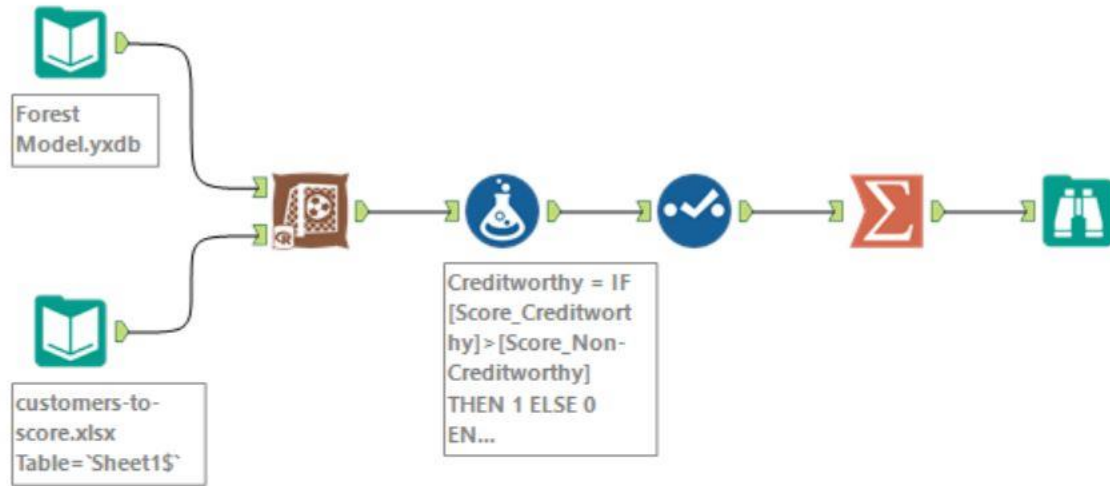 Forest
Model.yxdb
customers-to-
score.xlsx
Table=`Sheet1$`
Creditworthy = IF
[Score_Creditwort
hy]>[Score_Non-
Creditworthy]
THEN 1 ELSE 0
EN...
R
Σ